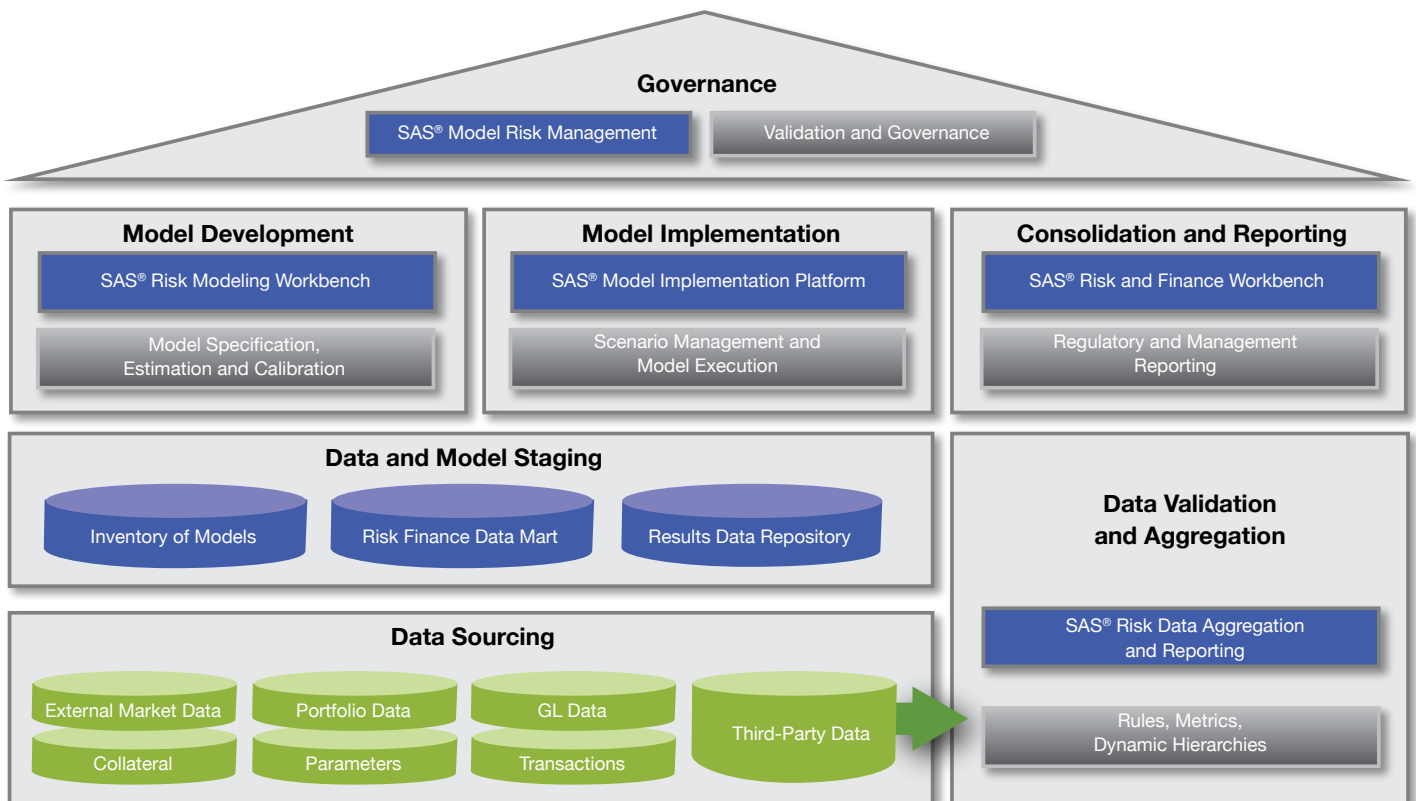 Governance
SAS® Model Risk Management
Validation and Governance
Model Development
SAS® Risk Modeling Workbench
Model Specification,
Estimation and Calibration
Model Implementation
SAS® Model Implementation Platform
Scenario Management and
Model Execution
Consolidation and Reporting
SAS® Risk and Finance Workbench
Regulatory and Management
Reporting
Data and Model Staging
Inventory of Models
Risk Finance Data Mart
Results Data Repository
Data Sourcing
External Market Data
Portfolio Data
GL Data
Third-Party Data
Collateral
Parameters
Transactions
Data Validation
and Aggregation
SAS® Risk Data Aggregation
and Reporting
Rules, Metrics,
Dynamic Hierarchies